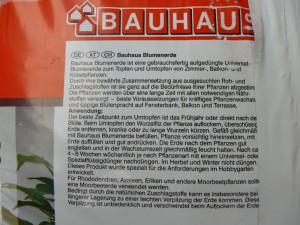 BAUHAUS
DE AT CH Bauhaus Blumenerde
Bauhaus Blumenerde ist eine gebrauchsfertig aufgedüngte Universal-
Blumenerde zum Topfen und Umtopfen von Zimmer-, Balkon- und
Kübelpflanzen.
Durch ihre bewährte Zusammensetzung aus ausgesuchten Roh- und
Zuschlagstoffen ist sie ganz auf die Bedürfnisse Ihrer Pflanzen abgestimmt.
Die Pflanzen werden über eine lange Zeit mit allen notwendigen Nähr-
stoffen versorgt – beste Voraussetzungen für kräftiges Pflanzenwachs
und üppige Blütenpracht auf Fensterbank, Balkon und Terrasse.
Anwendung:
Der beste Zeitpunkt zum Umtopfen ist das Frühjahr oder direkt nach de
Blüte. Beim Umtopfen den Wurzelballen der Pflanze auflockern, überschüs
Erde entfernen, kranke oder zu lange Wurzeln kürzen. Gefäß gleichmäßig
mit Bauhaus Blumenerde befüllen. Pflanze vorsichtig hineinsetzen, mit
Erde auffüllen und gut andrücken. Die Erde nach dem Pflanzen gut
angießen und in der Wachstumszeit gleichmäßig feucht halten. Nach ca.
4–6 Wochen wöchentlich je nach Pflanzenart mit einem Universal- ode
Spezialflüssigdünger nachdüngen. Im Herbst und Winter nicht düngen.
Dieses Produkt wurde speziell für die Anforderungen im Hobbygarten
entwickelt.
Für Rhododendren, Azaleen, Eriken und andere Moorbeetpflanzen sollte
eine Moorbeeterde verwendet werden.
Bedingt durch die natürlichen Zuschlagstoffe kann es insbesondere bei
längerer Lagerung zu einer leichten Verpilzung der Erde kommen. Diese
Verpilzung ist unbedenklich und verschwindet beim Auflockern der Erde